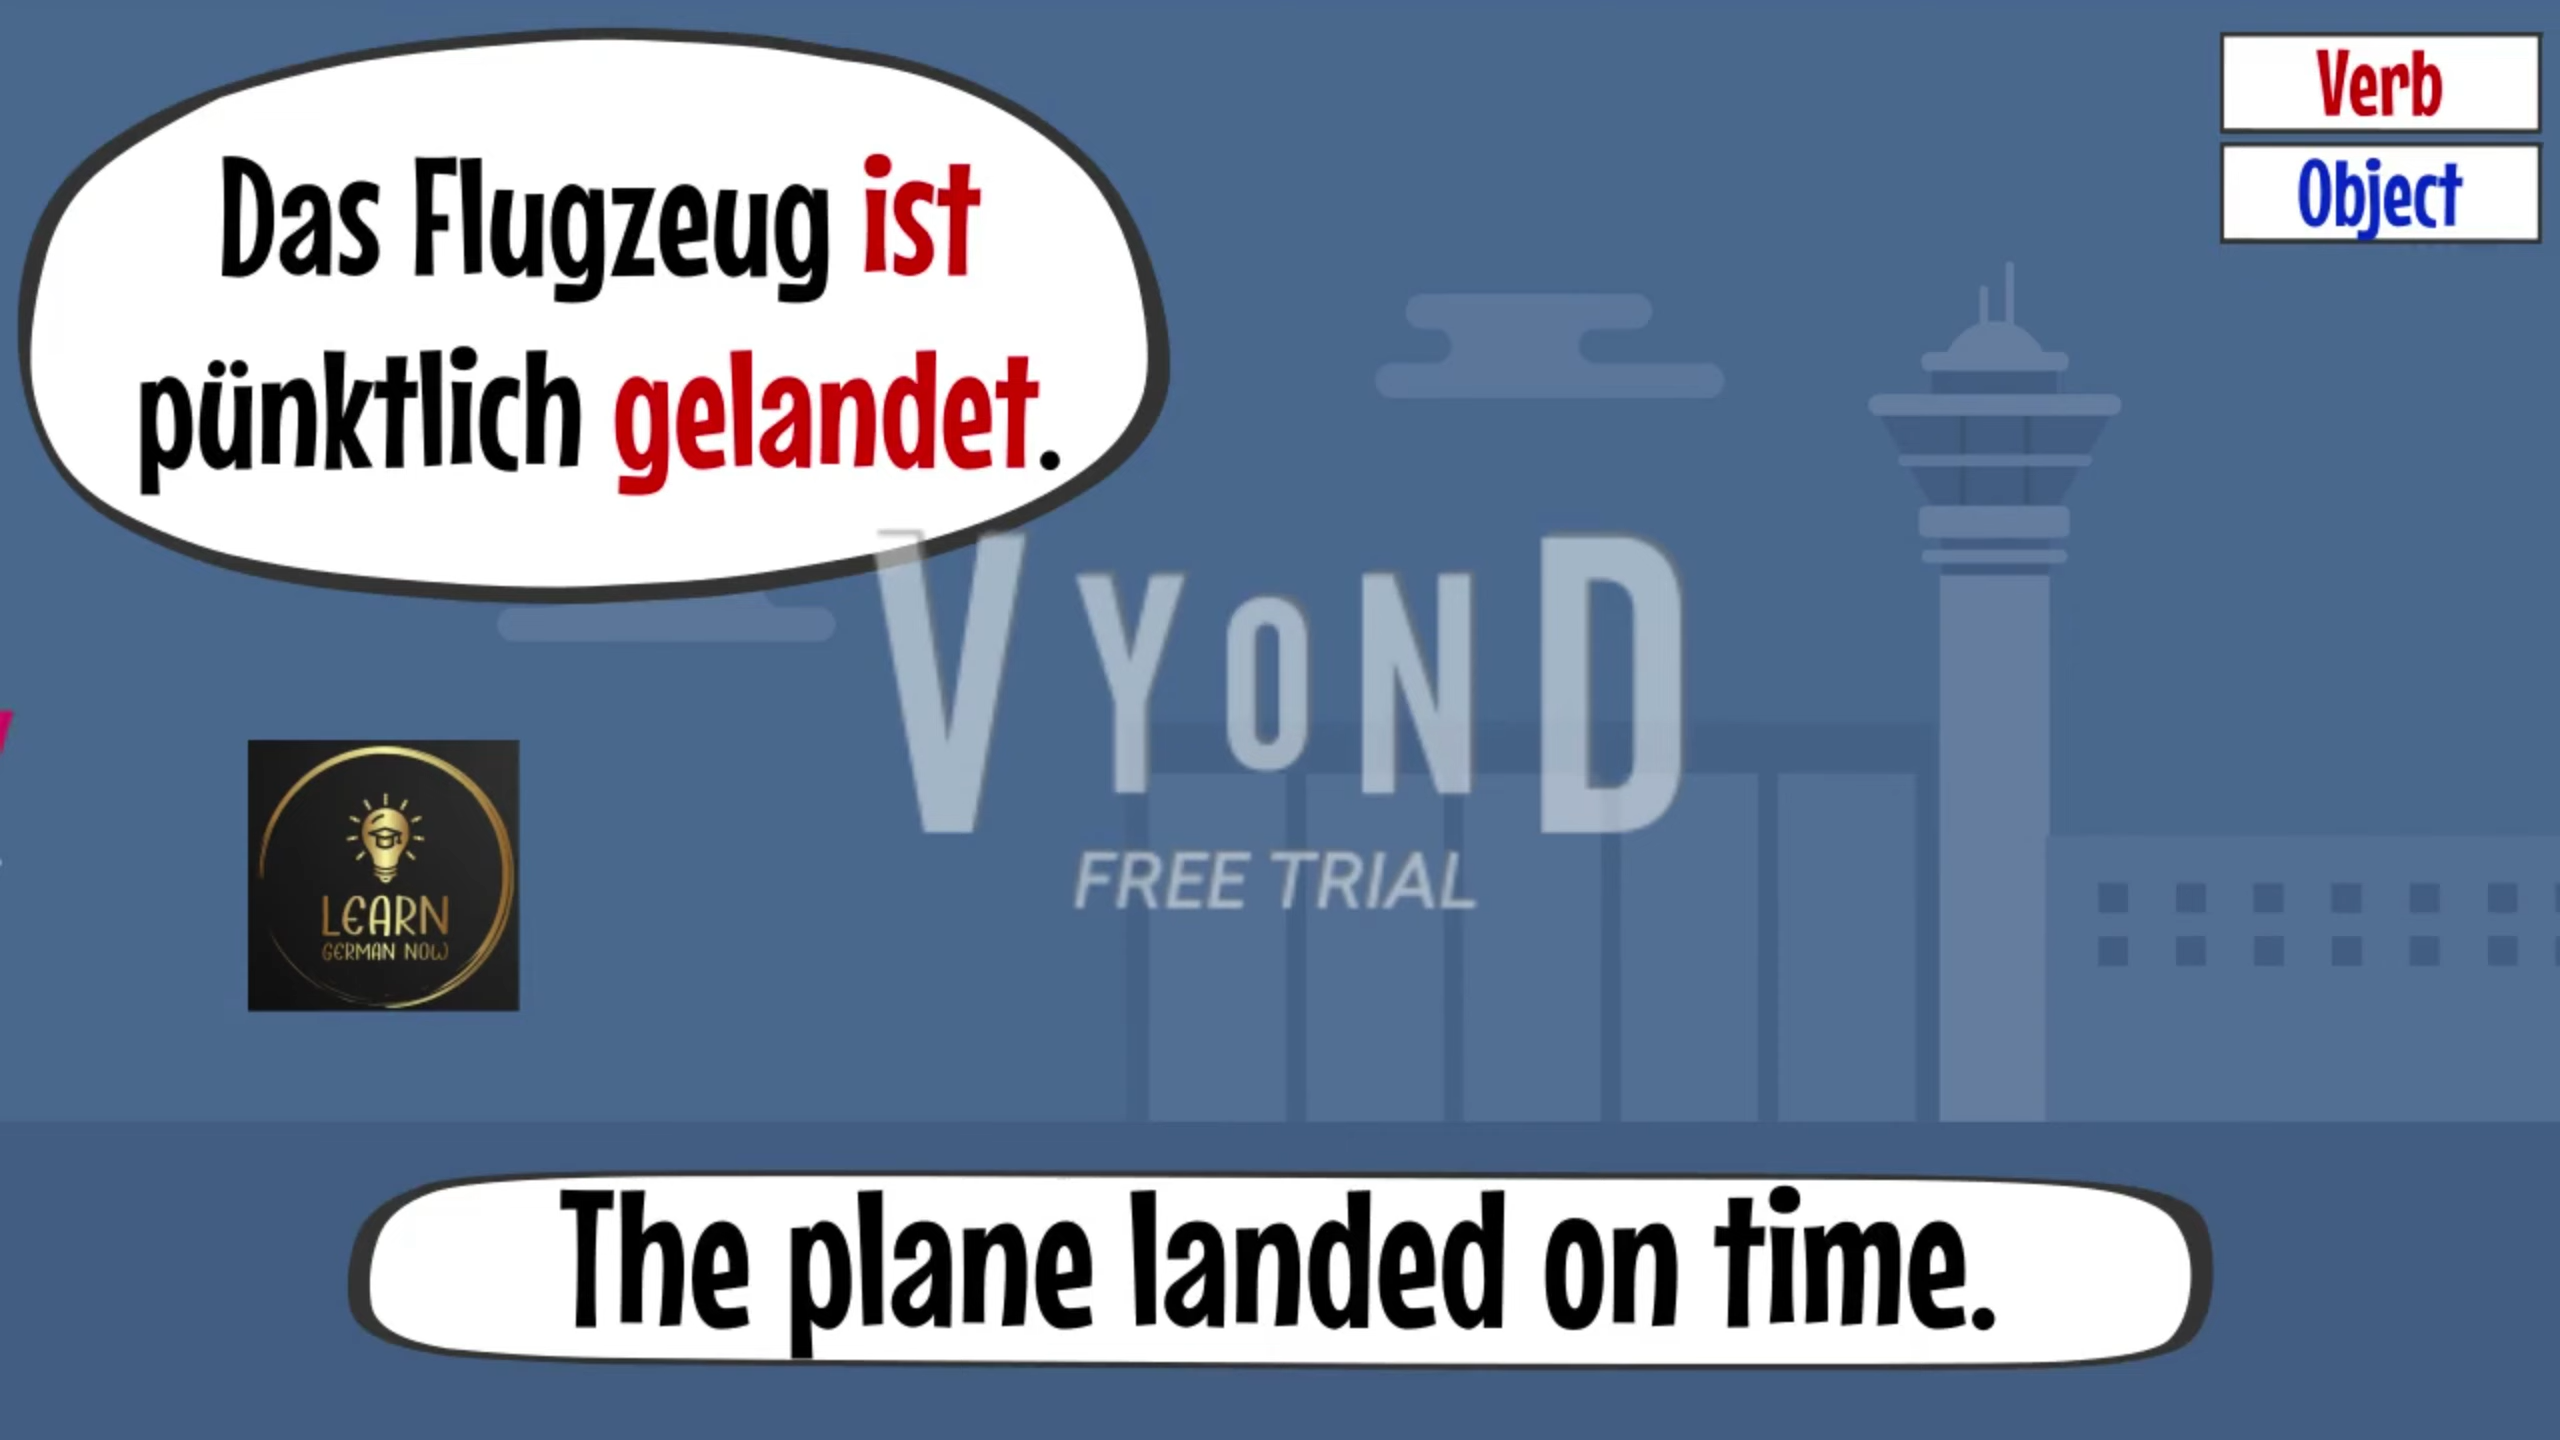 Das Flugzeug ist
pünktlich gelandet.
Verb
Object
VYOND
FREE TRIAL
LEARN
GERMAN NOW
The plane landed on time.